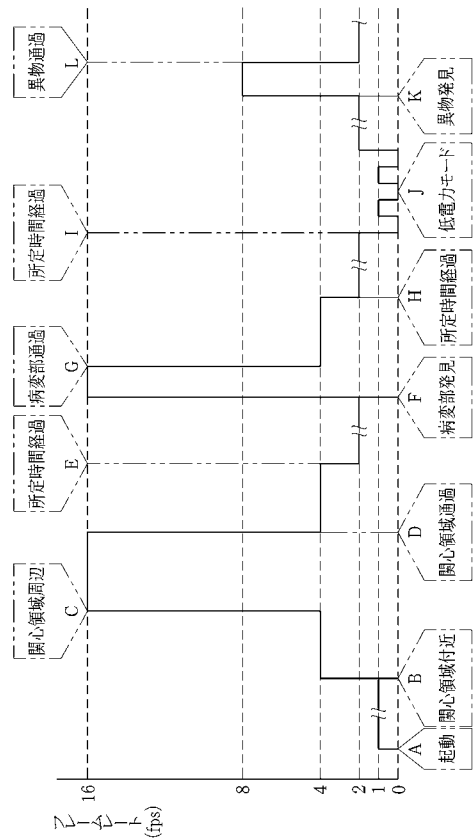 フレームレート
(fps)
16
8
4
2
1
0
関心領域周辺
C
所定時間経過
E
病変部通過
G
所定時間経過
I
異物通過
L
A
起動
B
関心領域付近
D
関心領域通過
F
病変部発見
H
所定時間経過
J
低電力モード
K
異物発見